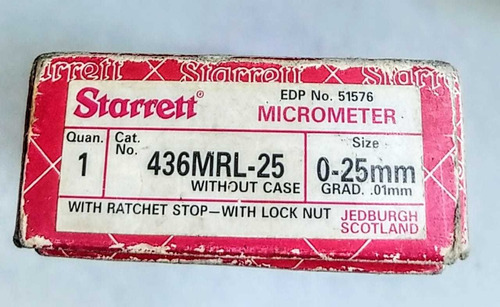 Starrett Starrett Starrett
Starrett® EDP No. 51576
MICROMETER
Quan. Cat. Size
1 No. 436MRL-25 0-25mm
WITHOUT CASE GRAD. .01mm
WITH RATCHET STOP—WITH LOCK NUT JEDBURGH
SCOTLAND